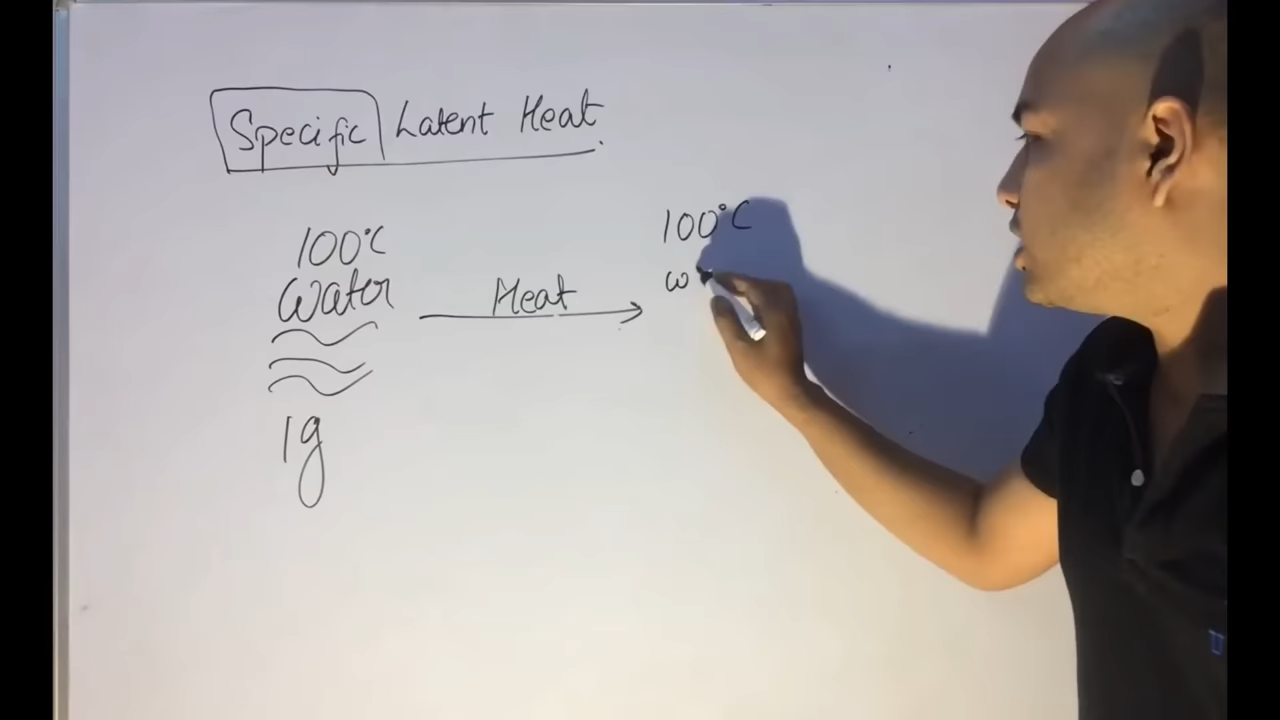 Specific Latent Heat.
100°C
Water
1g
Heat
100°C
w